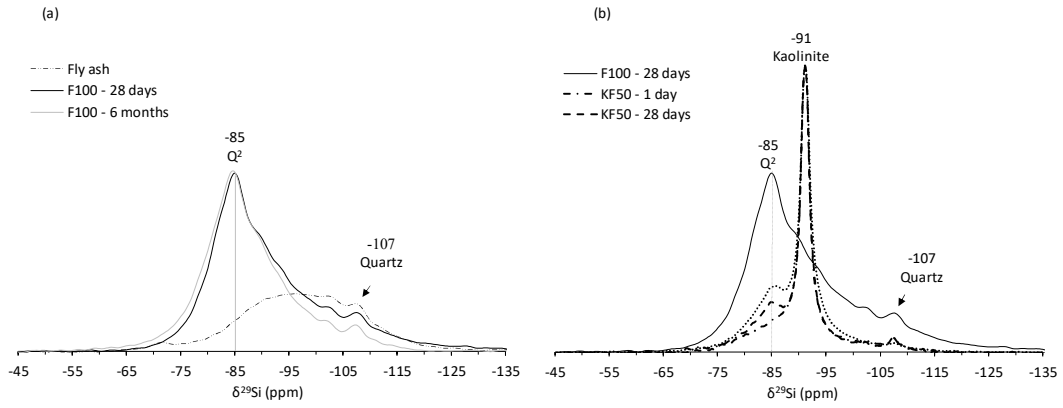 (a)
Fly ash
F100 - 28 days
F100 - 6 months
-85
Q²
-107
Quartz
-45 -55 -65 -75 -85 -95 -105 -115 -125 -135
δ²⁹Si (ppm)
(b)
F100 - 28 days
KF50 - 1 day
KF50 - 28 days
-91
Kaolinite
-85
Q²
-107
Quartz
-45 -55 -65 -75 -85 -95 -105 -115 -125 -135
δ²⁹Si (ppm)